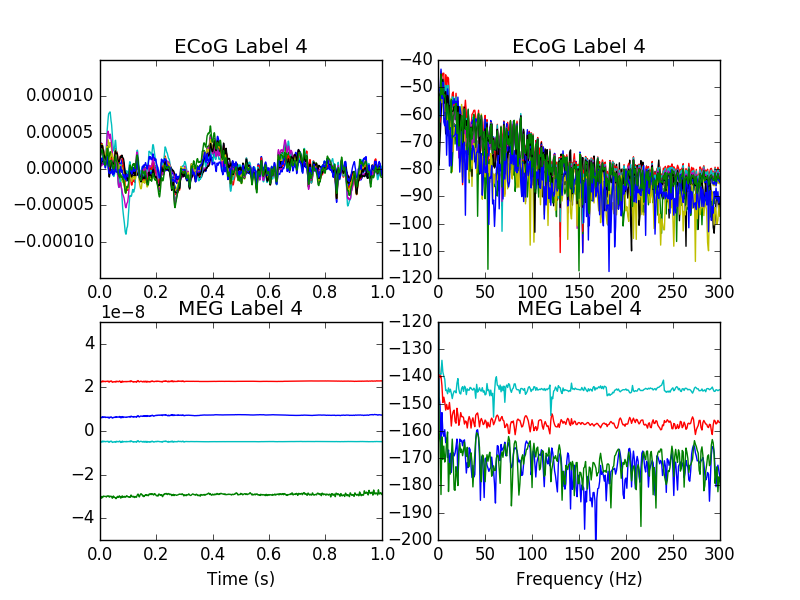 ECoG Label 4
0.00010
0.00005
0.00000
−0.00005
−0.00010
0.0 0.2 0.4 0.6 0.8 1.0
ECoG Label 4
−40
−50
−60
−70
−80
−90
−100
−110
−120
0 50 100 150 200 250 300
MEG Label 4
1e−8
4
2
0
−2
−4
0.0 0.2 0.4 0.6 0.8 1.0
Time (s)
MEG Label 4
−120
−130
−140
−150
−160
−170
−180
−190
−200
0 50 100 150 200 250 300
Frequency (Hz)